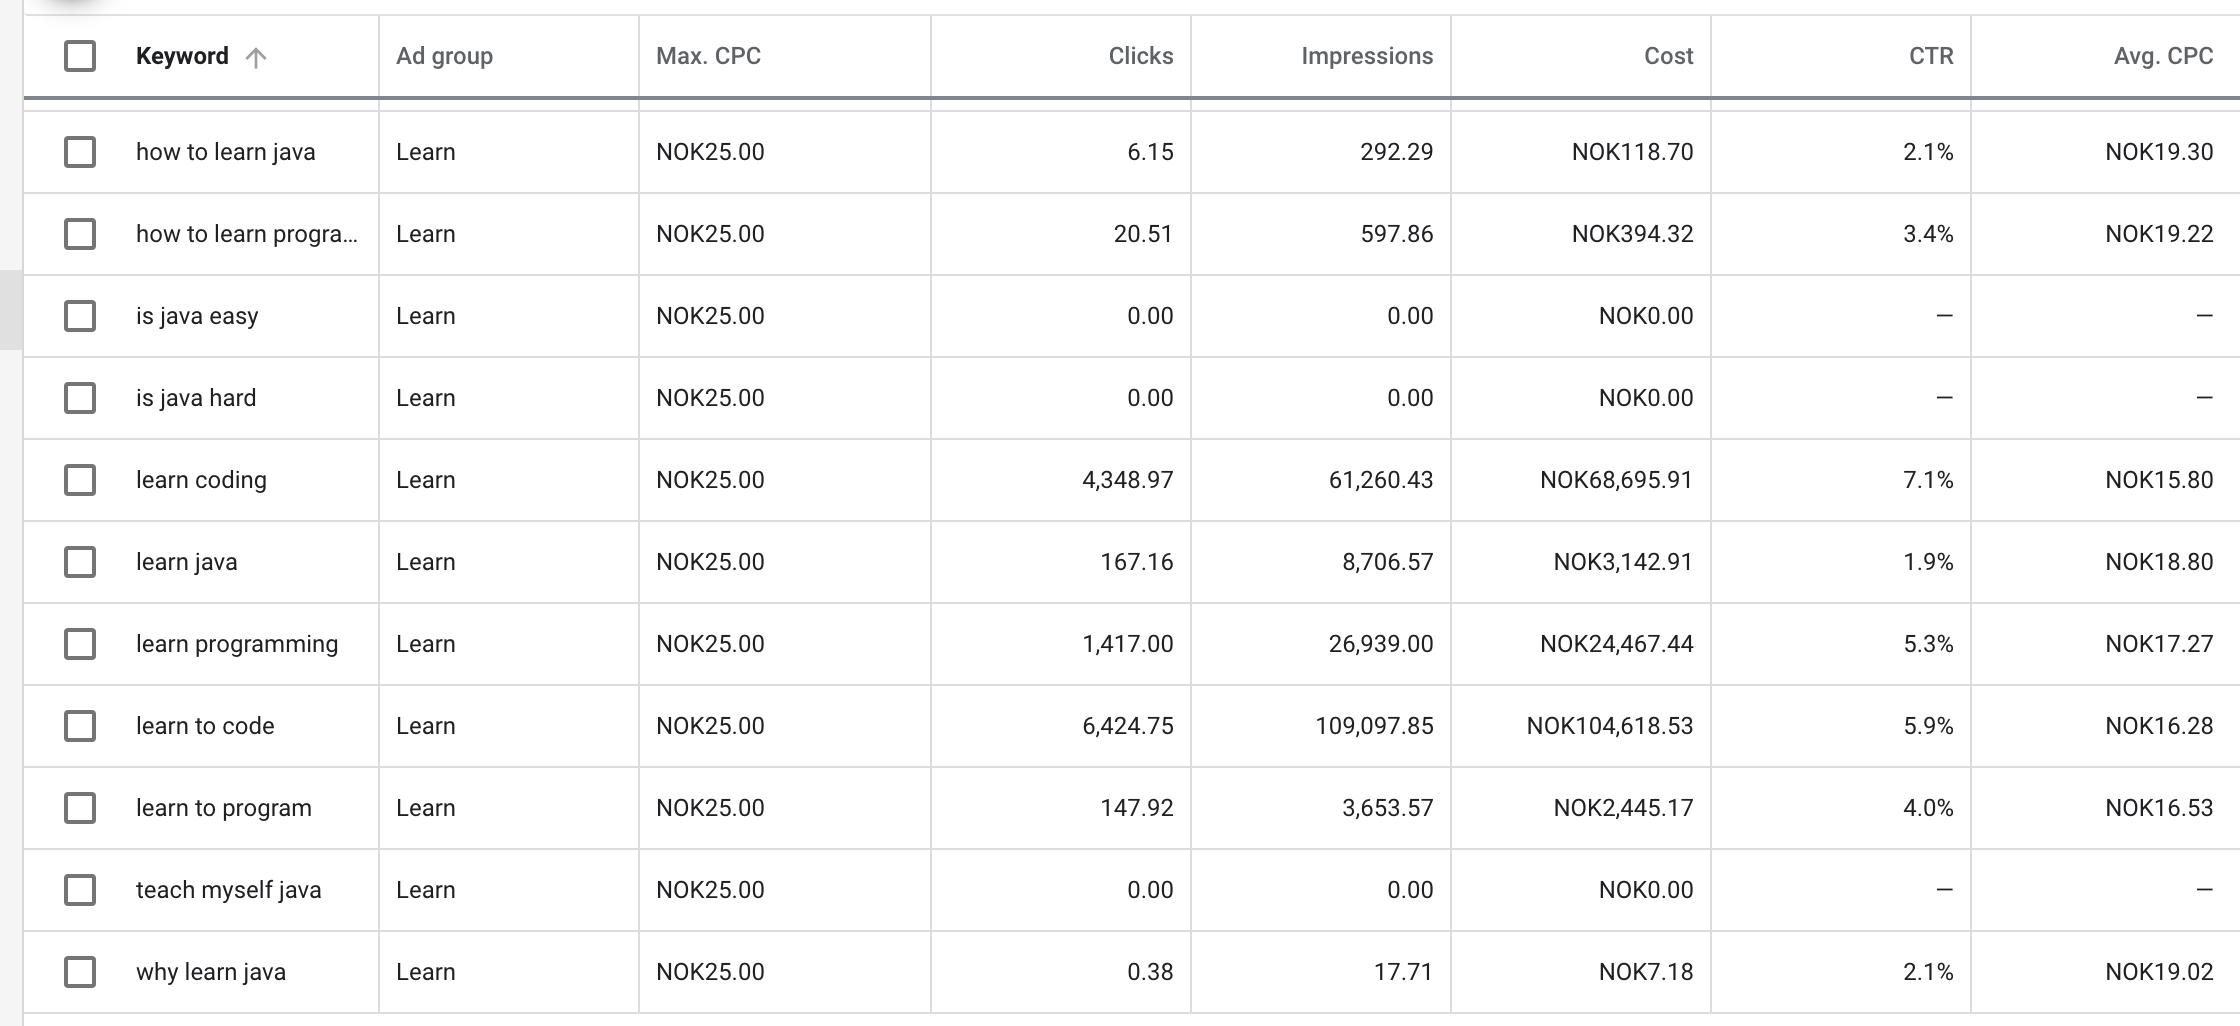 Keyword ↑ Ad group Max. CPC Clicks Impressions Cost CTR Avg. CPC
how to learn java Learn NOK25.00 6.15 292.29 NOK118.70 2.1% NOK19.30
how to learn progra... Learn NOK25.00 20.51 597.86 NOK394.32 3.4% NOK19.22
is java easy Learn NOK25.00 0.00 0.00 NOK0.00 — —
is java hard Learn NOK25.00 0.00 0.00 NOK0.00 — —
learn coding Learn NOK25.00 4,348.97 61,260.43 NOK68,695.91 7.1% NOK15.80
learn java Learn NOK25.00 167.16 8,706.57 NOK3,142.91 1.9% NOK18.80
learn programming Learn NOK25.00 1,417.00 26,939.00 NOK24,467.44 5.3% NOK17.27
learn to code Learn NOK25.00 6,424.75 109,097.85 NOK104,618.53 5.9% NOK16.28
learn to program Learn NOK25.00 147.92 3,653.57 NOK2,445.17 4.0% NOK16.53
teach myself java Learn NOK25.00 0.00 0.00 NOK0.00 — —
why learn java Learn NOK25.00 0.38 17.71 NOK7.18 2.1% NOK19.02